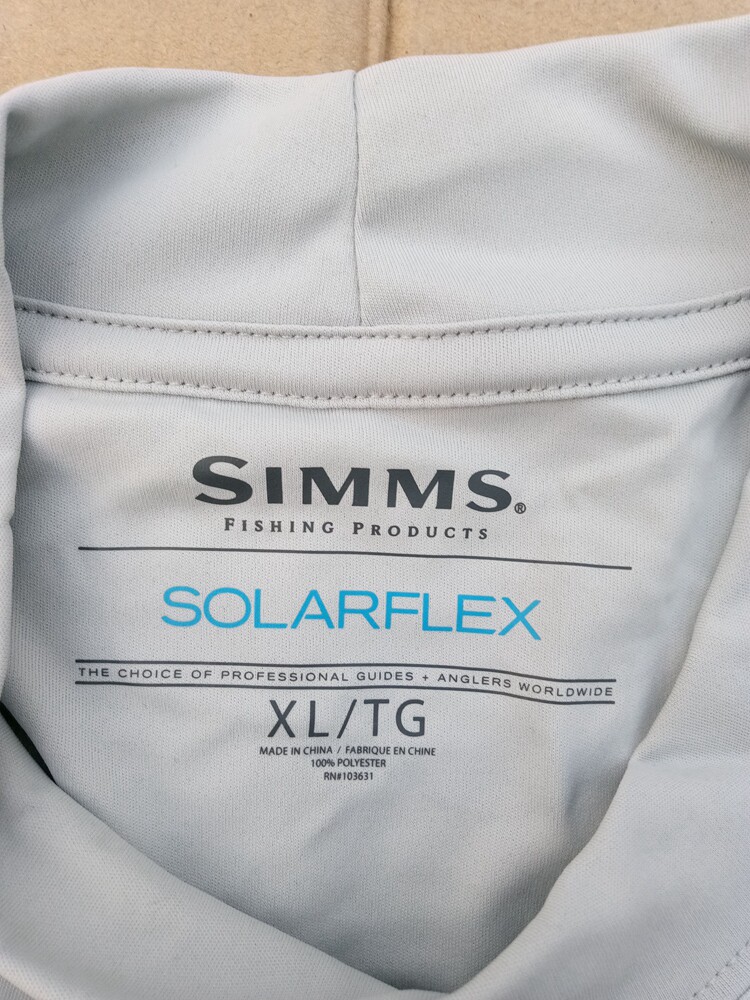 SIMMS®
FISHING PRODUCTS
SOLARFLEX
THE CHOICE OF PROFESSIONAL GUIDES + ANGLERS WORLDWIDE
XL/TG
MADE IN CHINA / FABRIQUE EN CHINE
100% POLYESTER
RN#103631